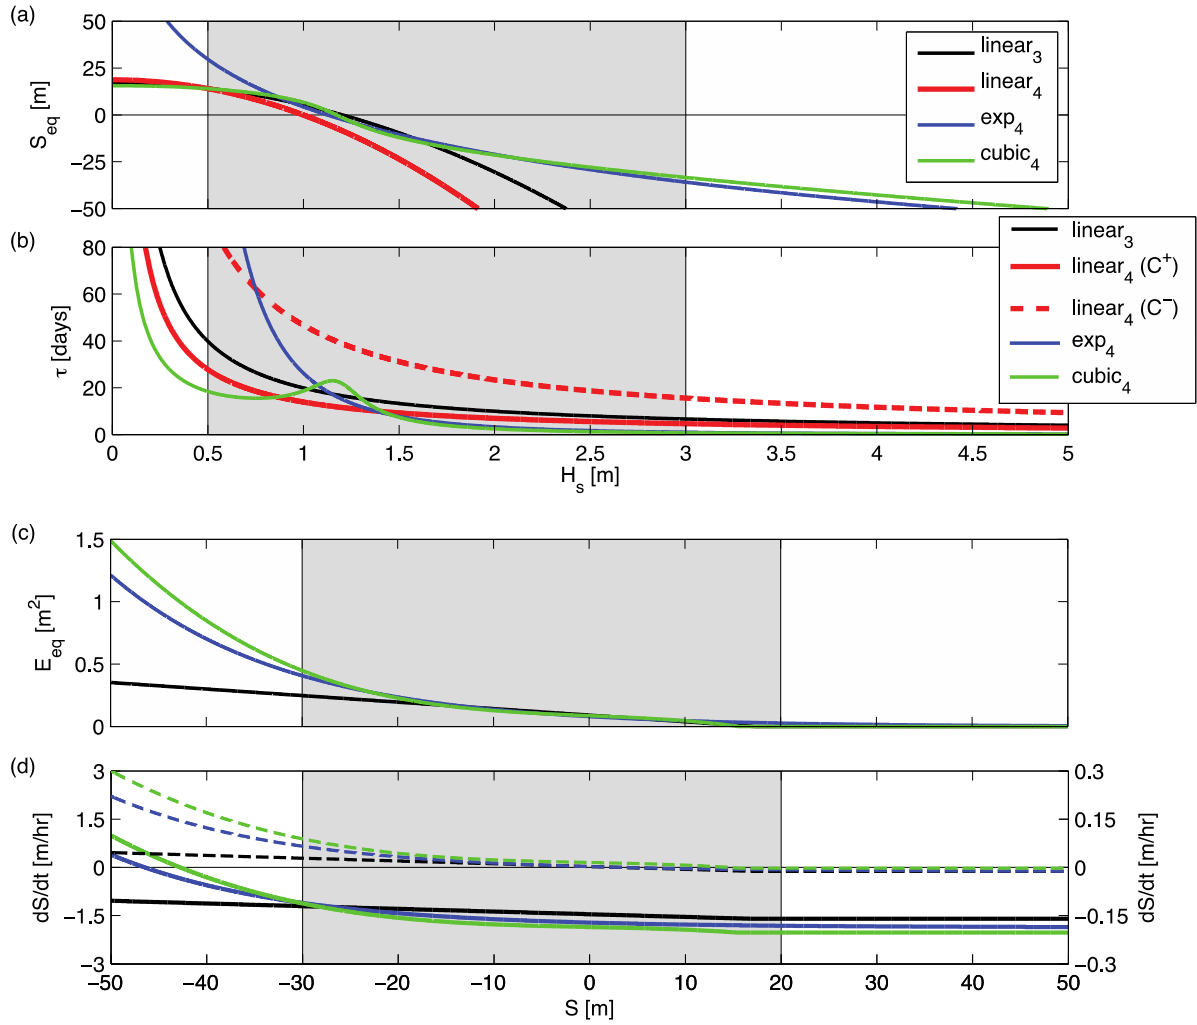 (a)
50
25
0
−25
−50
S_eq [m]
linear_3
linear_4
exp_4
cubic_4
(b)
80
60
40
20
0
τ [days]
linear_3
linear_4 (C^+)
linear_4 (C^−)
exp_4
cubic_4
0 0.5 1 1.5 2 2.5 3 3.5 4 4.5 5
H_s [m]
(c)
1.5
1
0.5
0
E_eq [m^2]
(d)
3
1.5
0
−1.5
−3
dS/dt [m/hr]
0.3
0.15
0
−0.15
−0.3
dS/dt [m/hr]
−50 −40 −30 −20 −10 0 10 20 30 40 50
S [m]